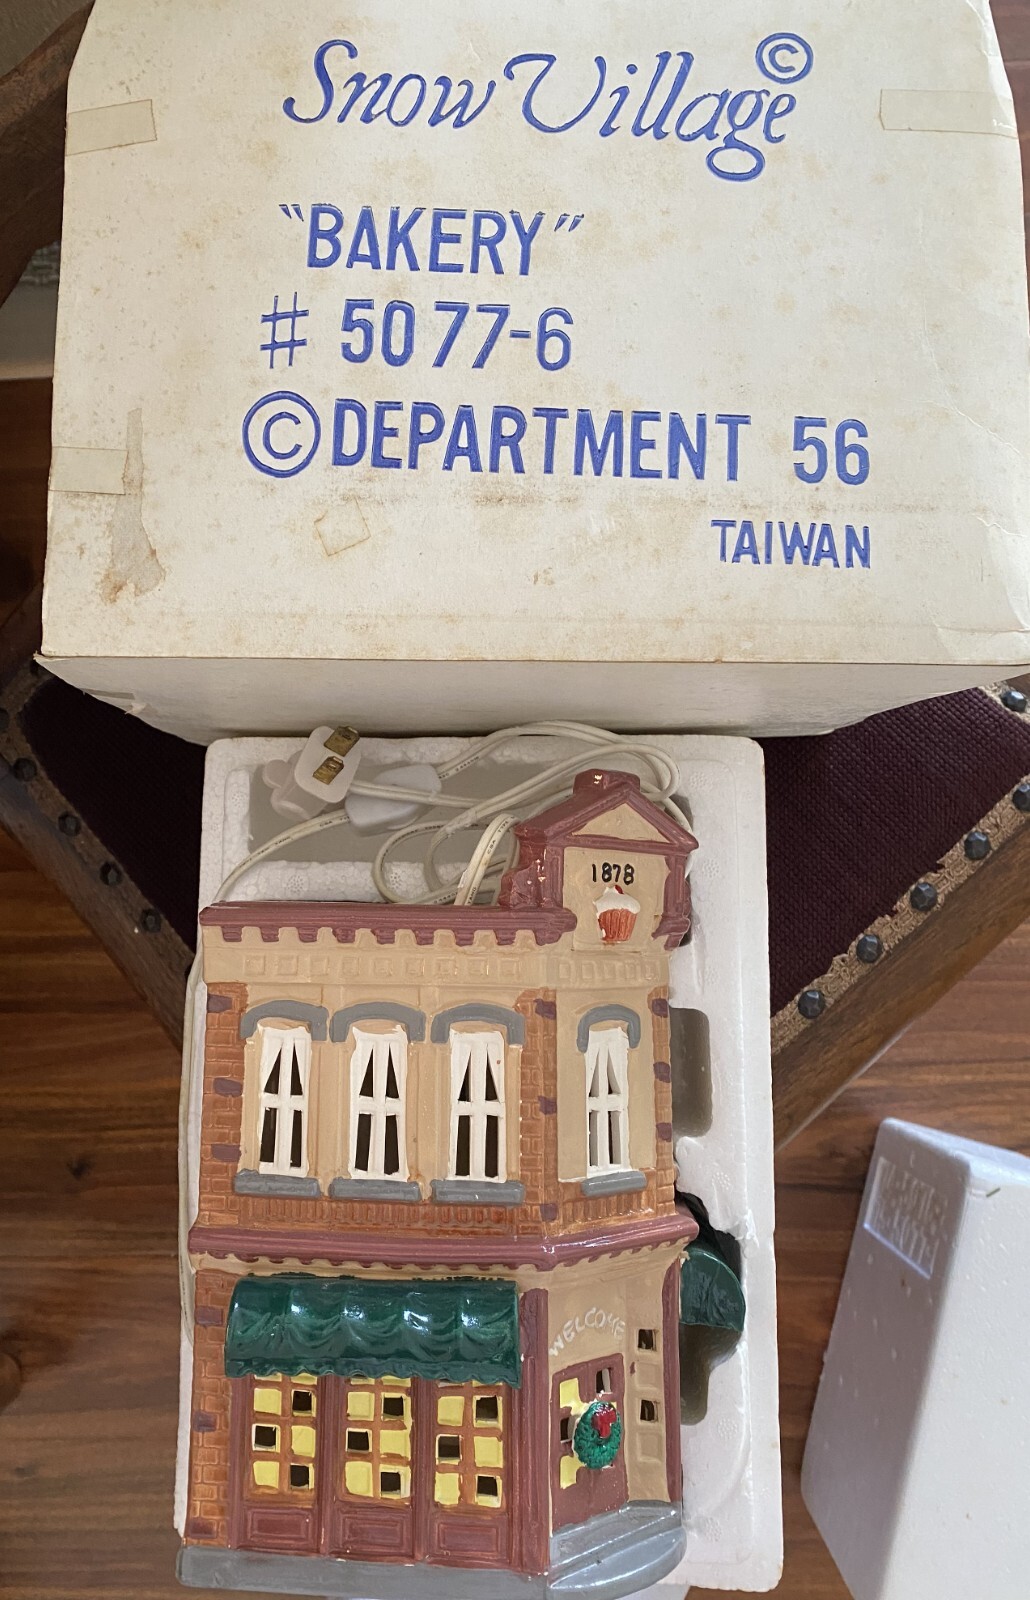 Snow Village ©
"BAKERY"
# 5077-6
© DEPARTMENT 56
TAIWAN
1878
WELCOME